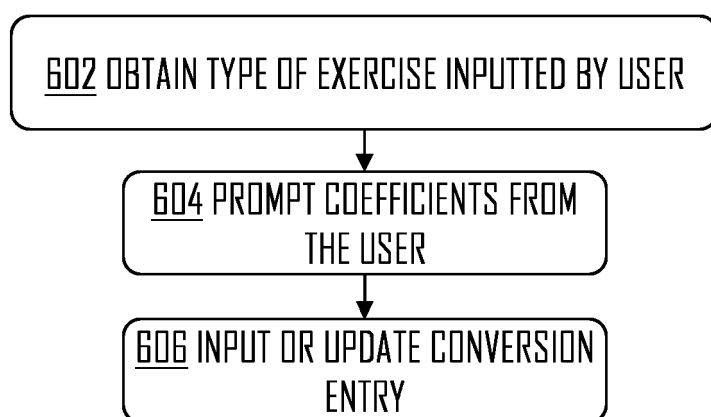 602 OBTAIN TYPE OF EXERCISE INPUTTED BY USER
604 PROMPT COEFFICIENTS FROM
THE USER
606 INPUT OR UPDATE CONVERSION
ENTRY